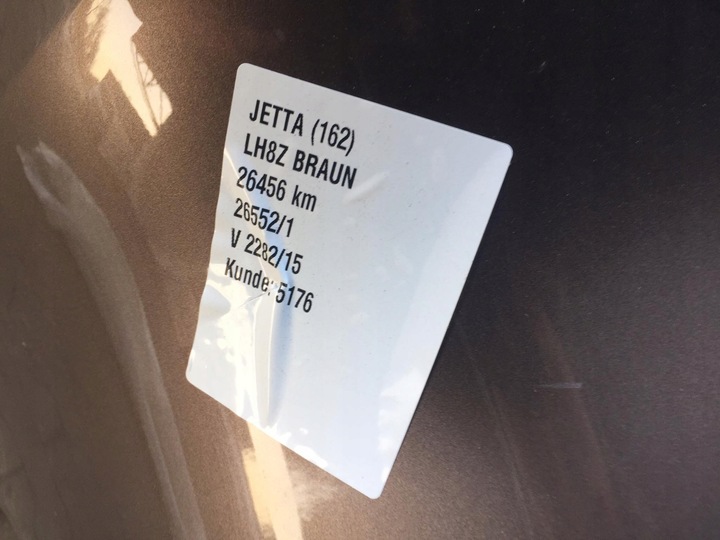 JETTA (162)
LH8Z BRAUN
26456 km
26552/1
V 2282/15
Kunde: 5176